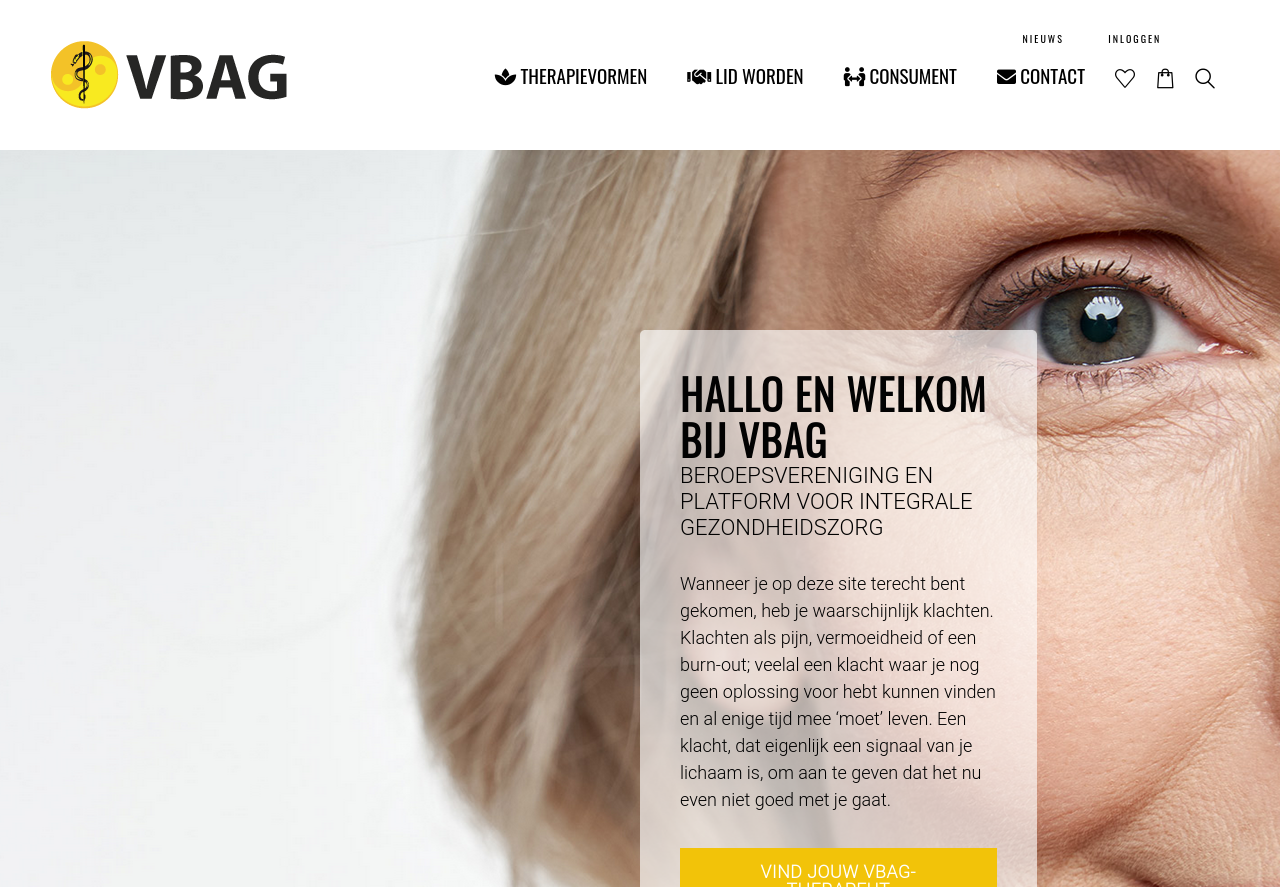 NIEUWS INLOGGEN
VBAG
THERAPIEVORMEN LID WORDEN CONSUMENT CONTACT
HALLO EN WELKOM
BIJ VBAG
BEROEPSVERENIGING EN
PLATFORM VOOR INTEGRALE
GEZONDHEIDSZORG
Wanneer je op deze site terecht bent
gekomen, heb je waarschijnlijk klachten.
Klachten als pijn, vermoeidheid of een
burn-out; veelal een klacht waar je nog
geen oplossing voor hebt kunnen vinden
en al enige tijd mee ‘moet’ leven. Een
klacht, dat eigenlijk een signaal van je
lichaam is, om aan te geven dat het nu
even niet goed met je gaat.
VIND JOUW VBAG-
THERAPEUT